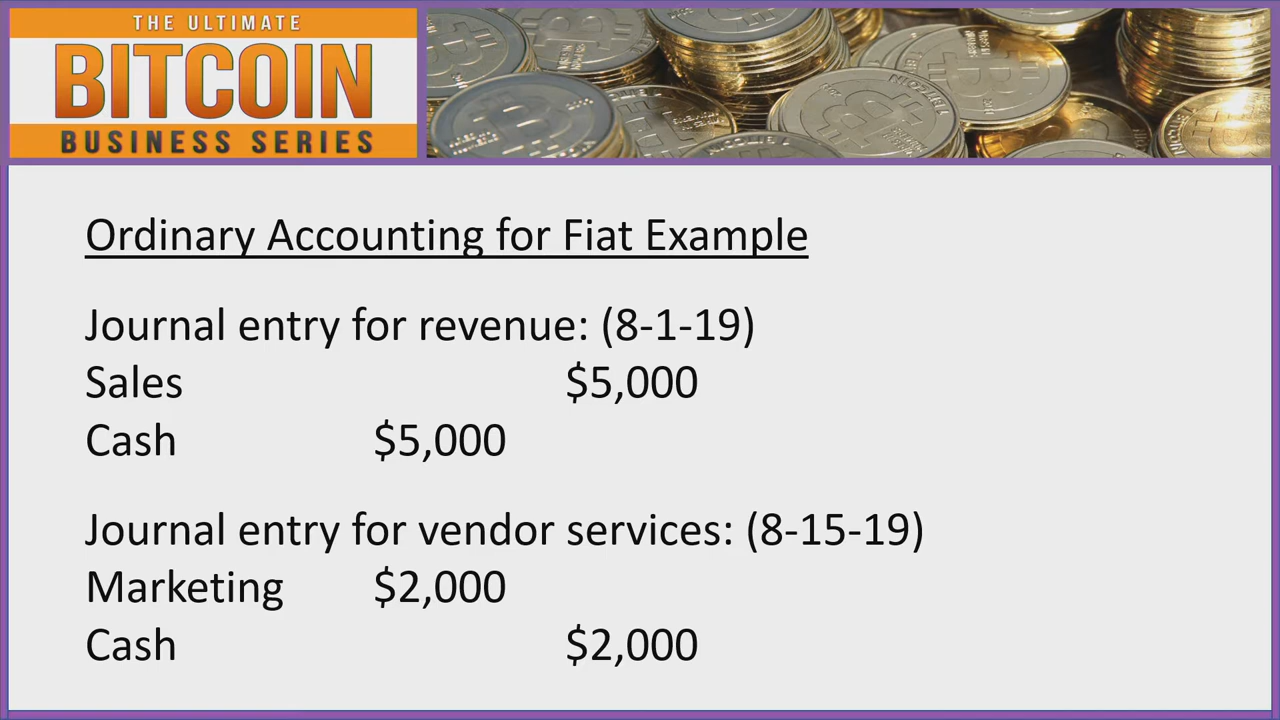 THE ULTIMATE
BITCOIN
BUSINESS SERIES
Ordinary Accounting for Fiat Example
Journal entry for revenue: (8-1-19)
Sales $5,000
Cash $5,000
Journal entry for vendor services: (8-15-19)
Marketing $2,000
Cash $2,000